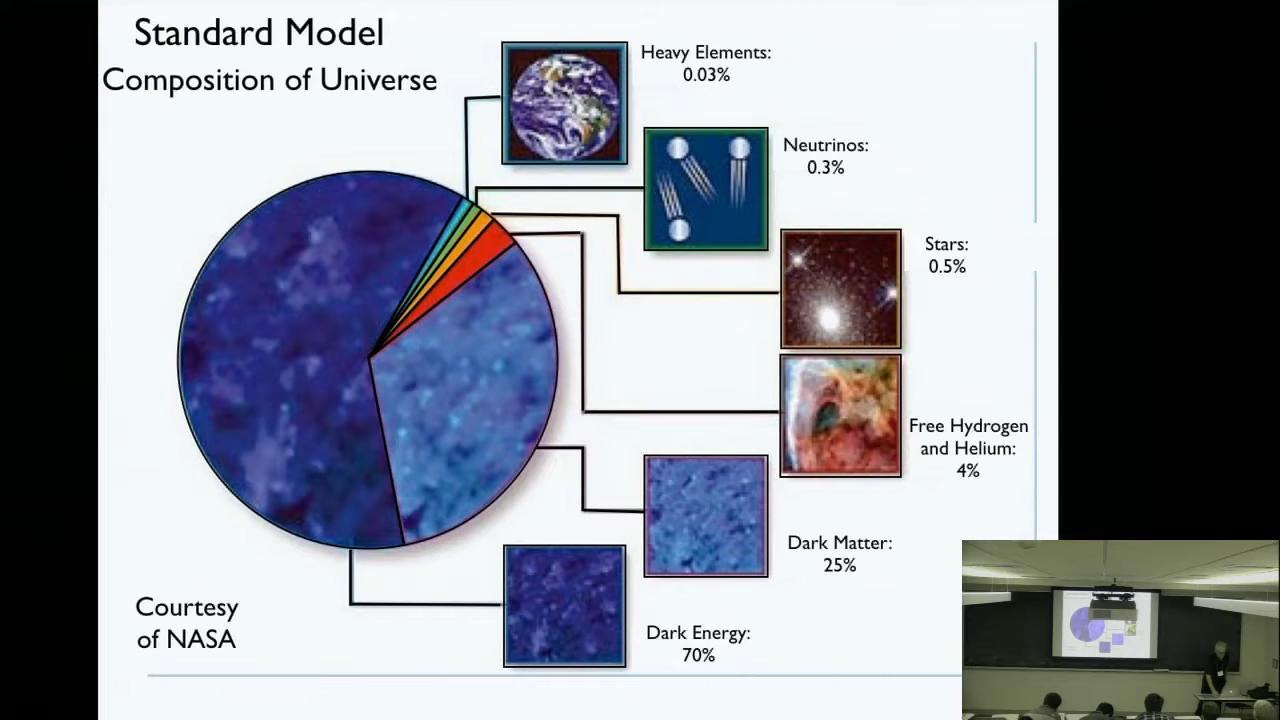 Standard Model
Composition of Universe
Heavy Elements:
0.03%
Neutrinos:
0.3%
Stars:
0.5%
Free Hydrogen
and Helium:
4%
Dark Matter:
25%
Dark Energy:
70%
Courtesy
of NASA